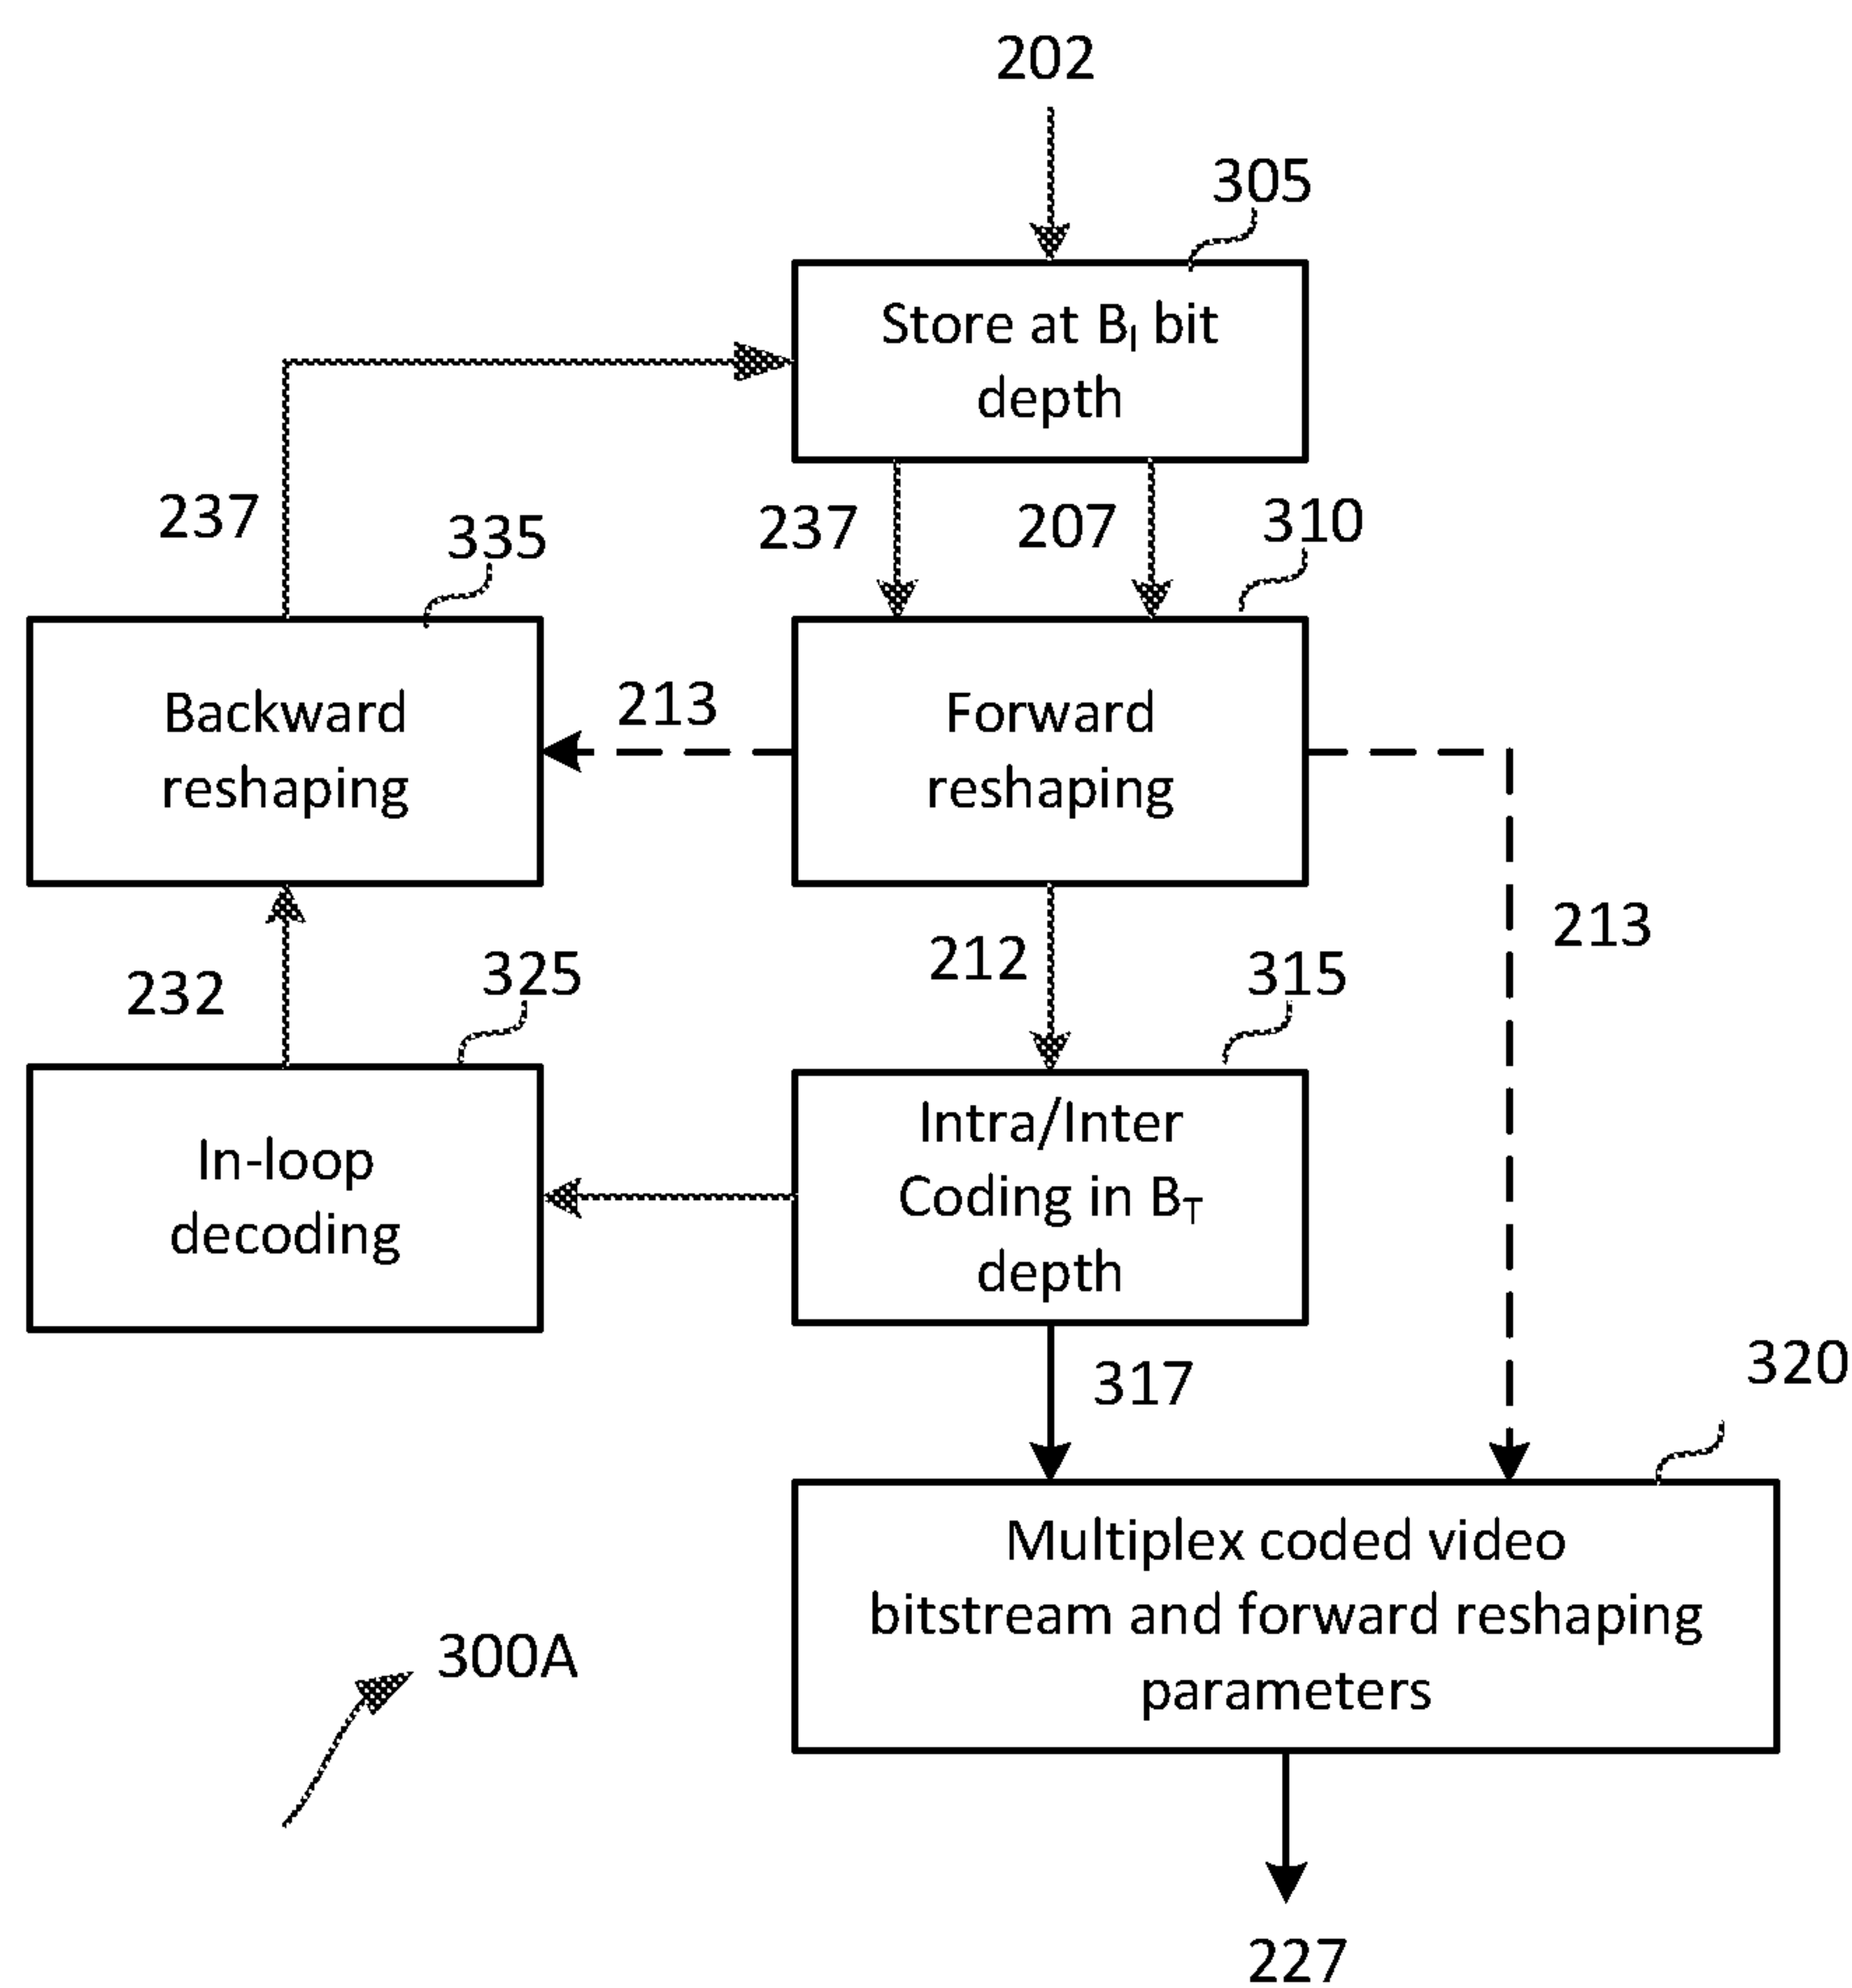 202
305
Store at B_I bit
depth
237
335
237
207
310
Backward
reshaping
213
Forward
reshaping
213
232
325
212
315
In-loop
decoding
Intra/Inter
Coding in B_T
depth
317
320
Multiplex coded video
bitstream and forward reshaping
parameters
300A
227